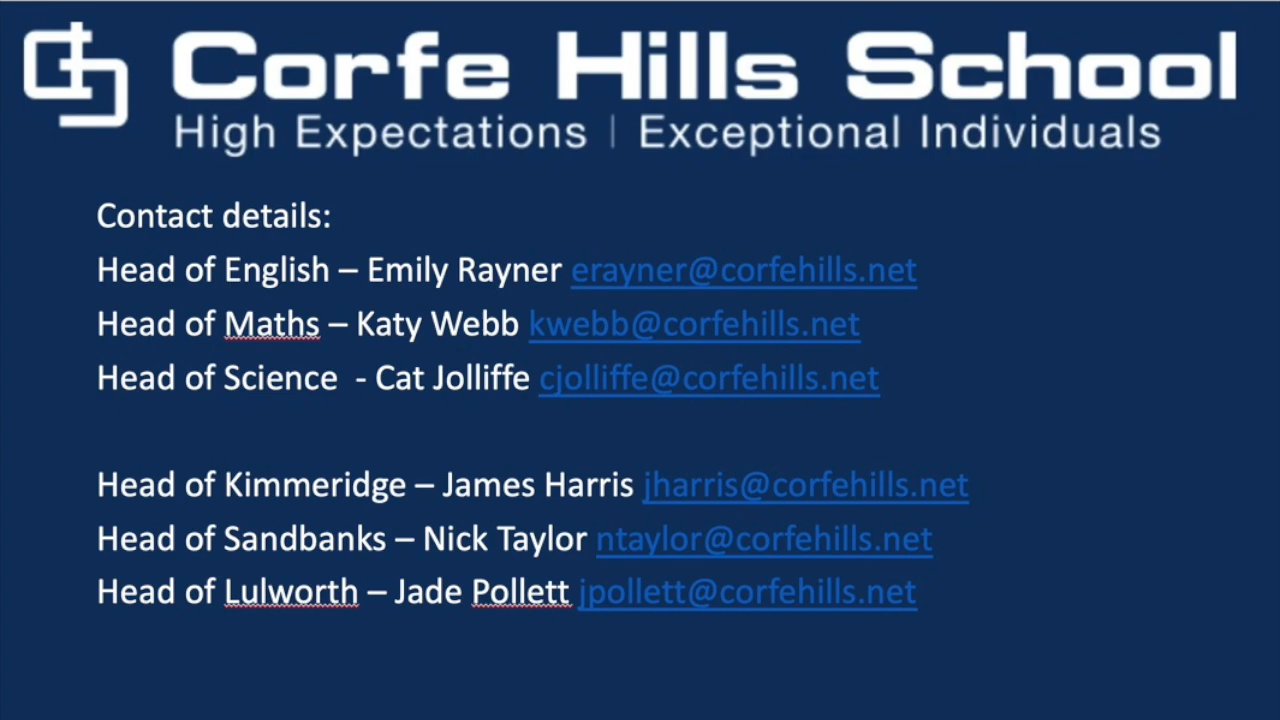 Corfe Hills School
High Expectations | Exceptional Individuals
Contact details:
Head of English – Emily Rayner erayner@corfehills.net
Head of Maths – Katy Webb kwebb@corfehills.net
Head of Science  - Cat Jolliffe cjolliffe@corfehills.net
Head of Kimmeridge – James Harris jharris@corfehills.net
Head of Sandbanks – Nick Taylor ntaylor@corfehills.net
Head of Lulworth – Jade Pollett jpollett@corfehills.net